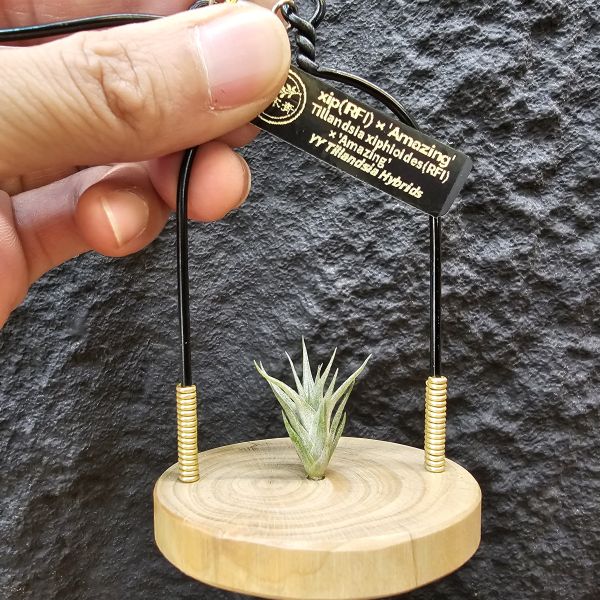 xip(RFI) × 'Amazing'
Tillandsia xiphioides(RFI)
× 'Amazing'
YY Tillandsia Hybrids